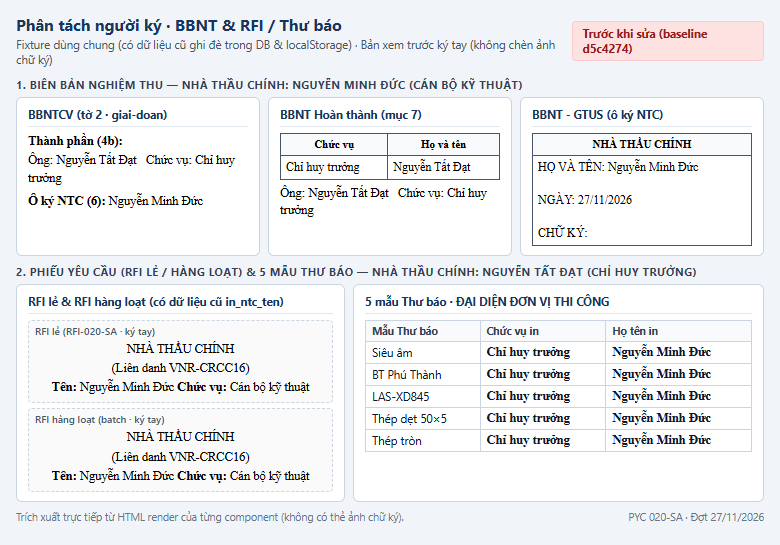 Phân tách người ký · BBNT & RFI / Thư báo
Fixture dùng chung (có dữ liệu cũ ghi đè trong DB & localStorage) · Bản xem trước ký tay (không chèn ảnh
chữ ký)
Trước khi sửa (baseline
d5c4274)
1. BIÊN BẢN NGHIỆM THU — NHÀ THẦU CHÍNH: NGUYỄN MINH ĐỨC (CÁN BỘ KỸ THUẬT)
BBNTCV (tờ 2 · giai-doan)
Thành phần (4b):
Ông: Nguyễn Tất Đạt Chức vụ: Chỉ huy
trưởng
Ô ký NTC (6): Nguyễn Minh Đức
BBNT Hoàn thành (mục 7)
Chức vụ Họ và tên
Chỉ huy trưởng Nguyễn Tất Đạt
Ông: Nguyễn Tất Đạt Chức vụ: Chỉ huy
trưởng
BBNT - GTUS (ô ký NTC)
NHÀ THẦU CHÍNH
HỌ VÀ TÊN: Nguyễn Minh Đức
NGÀY: 27/11/2026
CHỮ KÝ:
2. PHIẾU YÊU CẦU (RFI LẺ / HÀNG LOẠT) & 5 MẪU THƯ BÁO — NHÀ THẦU CHÍNH: NGUYỄN TẤT ĐẠT (CHỈ HUY TRƯỞNG)
RFI lẻ & RFI hàng loạt (có dữ liệu cũ in_ntc_ten)
RFI lẻ (RFI-020-SA · ký tay)
NHÀ THẦU CHÍNH
(Liên danh VNR-CRCC16)
Tên: Nguyễn Minh Đức Chức vụ: Cán bộ kỹ thuật
RFI hàng loạt (batch · ký tay)
NHÀ THẦU CHÍNH
(Liên danh VNR-CRCC16)
Tên: Nguyễn Minh Đức Chức vụ: Cán bộ kỹ thuật
5 mẫu Thư báo · ĐẠI DIỆN ĐƠN VỊ THI CÔNG
Mẫu Thư báo Chức vụ in Họ tên in
Siêu âm Chỉ huy trưởng Nguyễn Minh Đức
BT Phú Thành Chỉ huy trưởng Nguyễn Minh Đức
LAS-XD845 Chỉ huy trưởng Nguyễn Minh Đức
Thép dẹt 50×5 Chỉ huy trưởng Nguyễn Minh Đức
Thép tròn Chỉ huy trưởng Nguyễn Minh Đức
Trích xuất trực tiếp từ HTML render của từng component (không có thẻ ảnh chữ ký).
PYC 020-SA · Đợt 27/11/2026